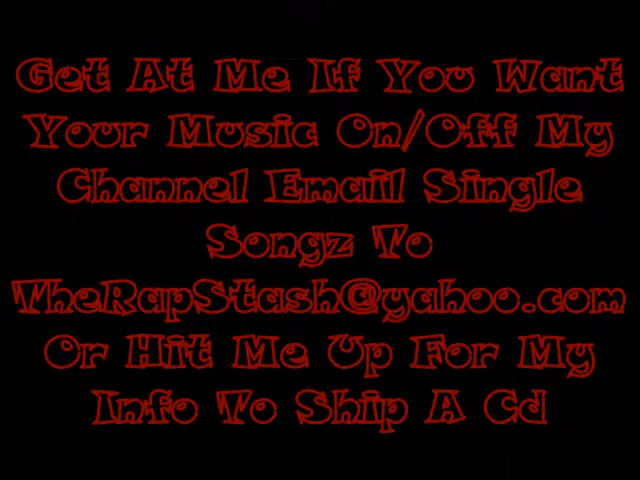 Get At Me If You Want
Your Music On/Off My
Channel Email Single
Songz To
TheRapStash@yahoo.com
Or Hit Me Up For My
Info To Ship A Cd